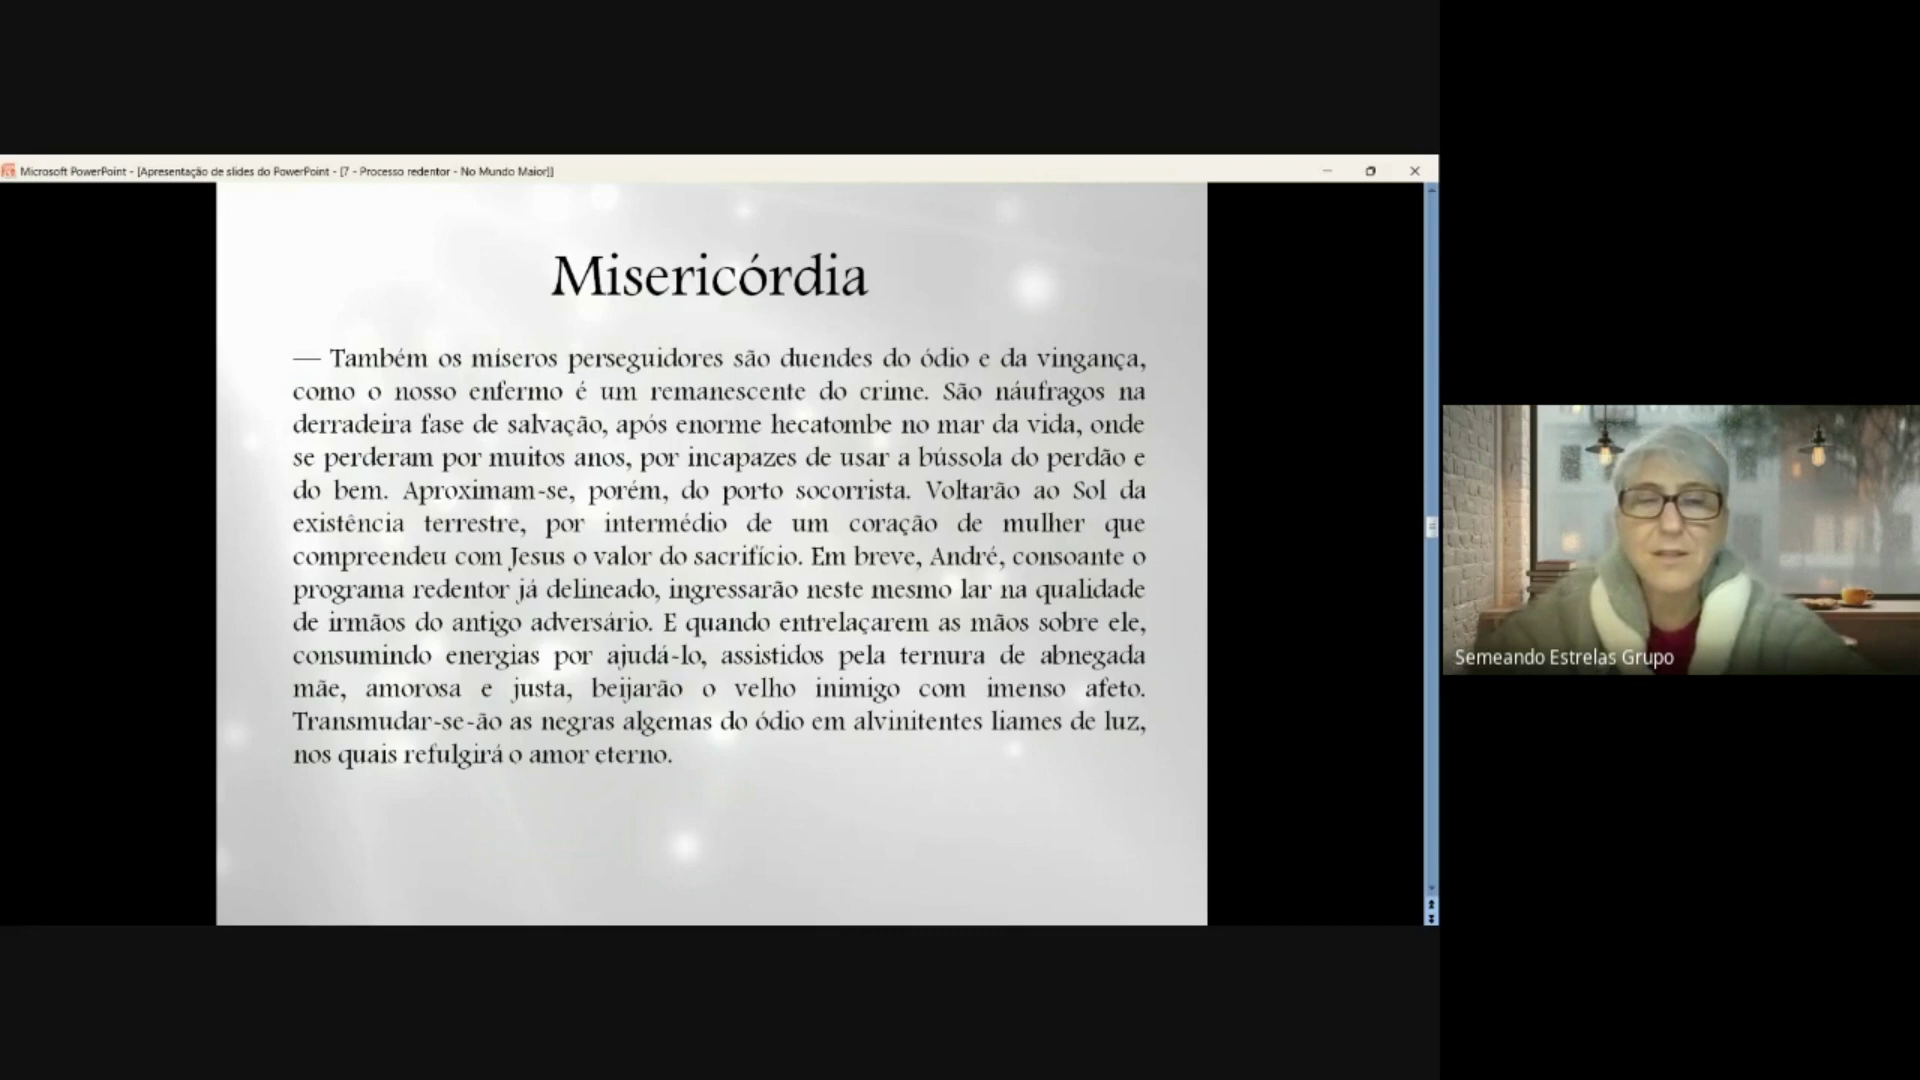 Microsoft PowerPoint - [Apresentação de slides do PowerPoint - [7 - Processo redentor - No Mundo Maior]]
Misericórdia
— Também os míseros perseguidores são duendes do ódio e da vingança,
como o nosso enfermo é um remanescente do crime. São náufragos na
derradeira fase de salvação, após enorme hecatombe no mar da vida, onde
se perderam por muitos anos, por incapazes de usar a bússola do perdão e
do bem. Aproximam-se, porém, do porto socorrista. Voltarão ao Sol da
existência terrestre, por intermédio de um coração de mulher que
compreendeu com Jesus o valor do sacrifício. Em breve, André, consoante o
programa redentor já delineado, ingressarão neste mesmo lar na qualidade
de irmãos do antigo adversário. E quando entrelaçarem as mãos sobre ele,
consumindo energias por ajudá-lo, assistidos pela ternura de abnegada
mãe, amorosa e justa, beijarão o velho inimigo com imenso afeto.
Transmudar-se-ão as negras algemas do ódio em alvinitentes liames de luz,
nos quais refulgirá o amor eterno.
Semeando Estrelas Grupo